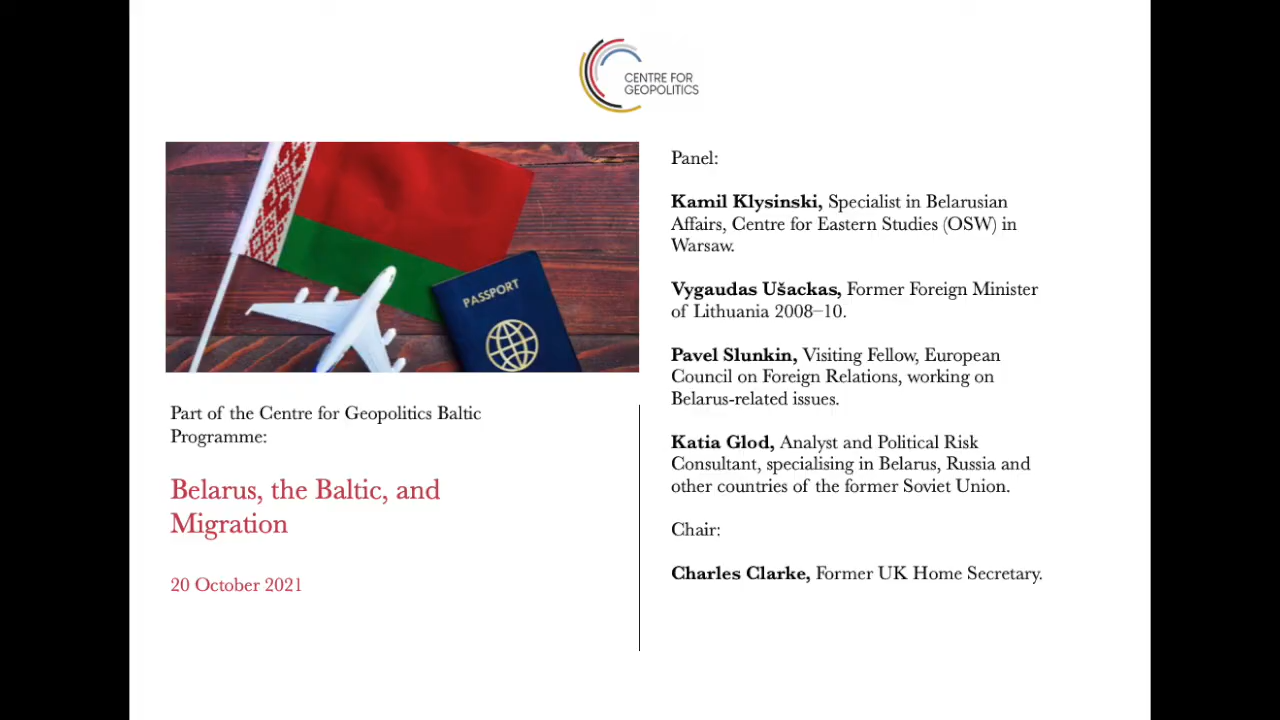 CENTRE FOR
GEOPOLITICS
PASSPORT
Part of the Centre for Geopolitics Baltic
Programme:
Belarus, the Baltic, and
Migration
20 October 2021
Panel:
Kamil Klysinski, Specialist in Belarusian
Affairs, Centre for Eastern Studies (OSW) in
Warsaw.
Vygaudas Ušackas, Former Foreign Minister
of Lithuania 2008–10.
Pavel Slunkin, Visiting Fellow, European
Council on Foreign Relations, working on
Belarus-related issues.
Katia Glod, Analyst and Political Risk
Consultant, specialising in Belarus, Russia and
other countries of the former Soviet Union.
Chair:
Charles Clarke, Former UK Home Secretary.